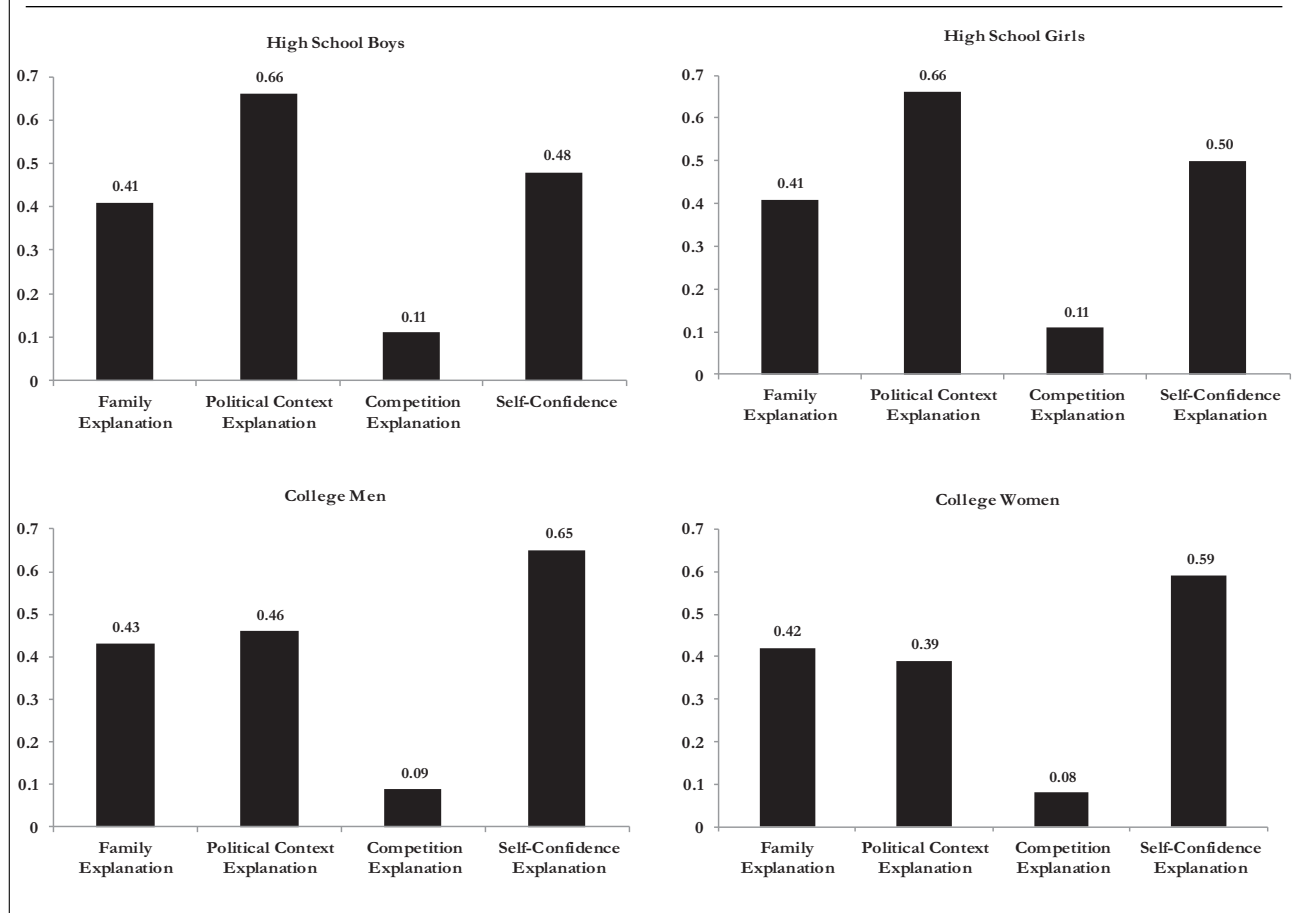 High School Boys
0.7
0.6
0.5
0.4
0.3
0.2
0.1
0
0.41
0.66
0.11
0.48
Family
Explanation
Political Context
Explanation
Competition
Explanation
Self-Confidence
High School Girls
0.7
0.6
0.5
0.4
0.3
0.2
0.1
0
0.41
0.66
0.11
0.50
Family
Explanation
Political Context
Explanation
Competition
Explanation
Self-Confidence
Explanation
College Men
0.7
0.6
0.5
0.4
0.3
0.2
0.1
0
0.43
0.46
0.09
0.65
Family
Explanation
Political Context
Explanation
Competition
Explanation
Self-Confidence
Explanation
College Women
0.7
0.6
0.5
0.4
0.3
0.2
0.1
0
0.42
0.39
0.08
0.59
Family
Explanation
Political Context
Explanation
Competition
Explanation
Self-Confidence
Explanation